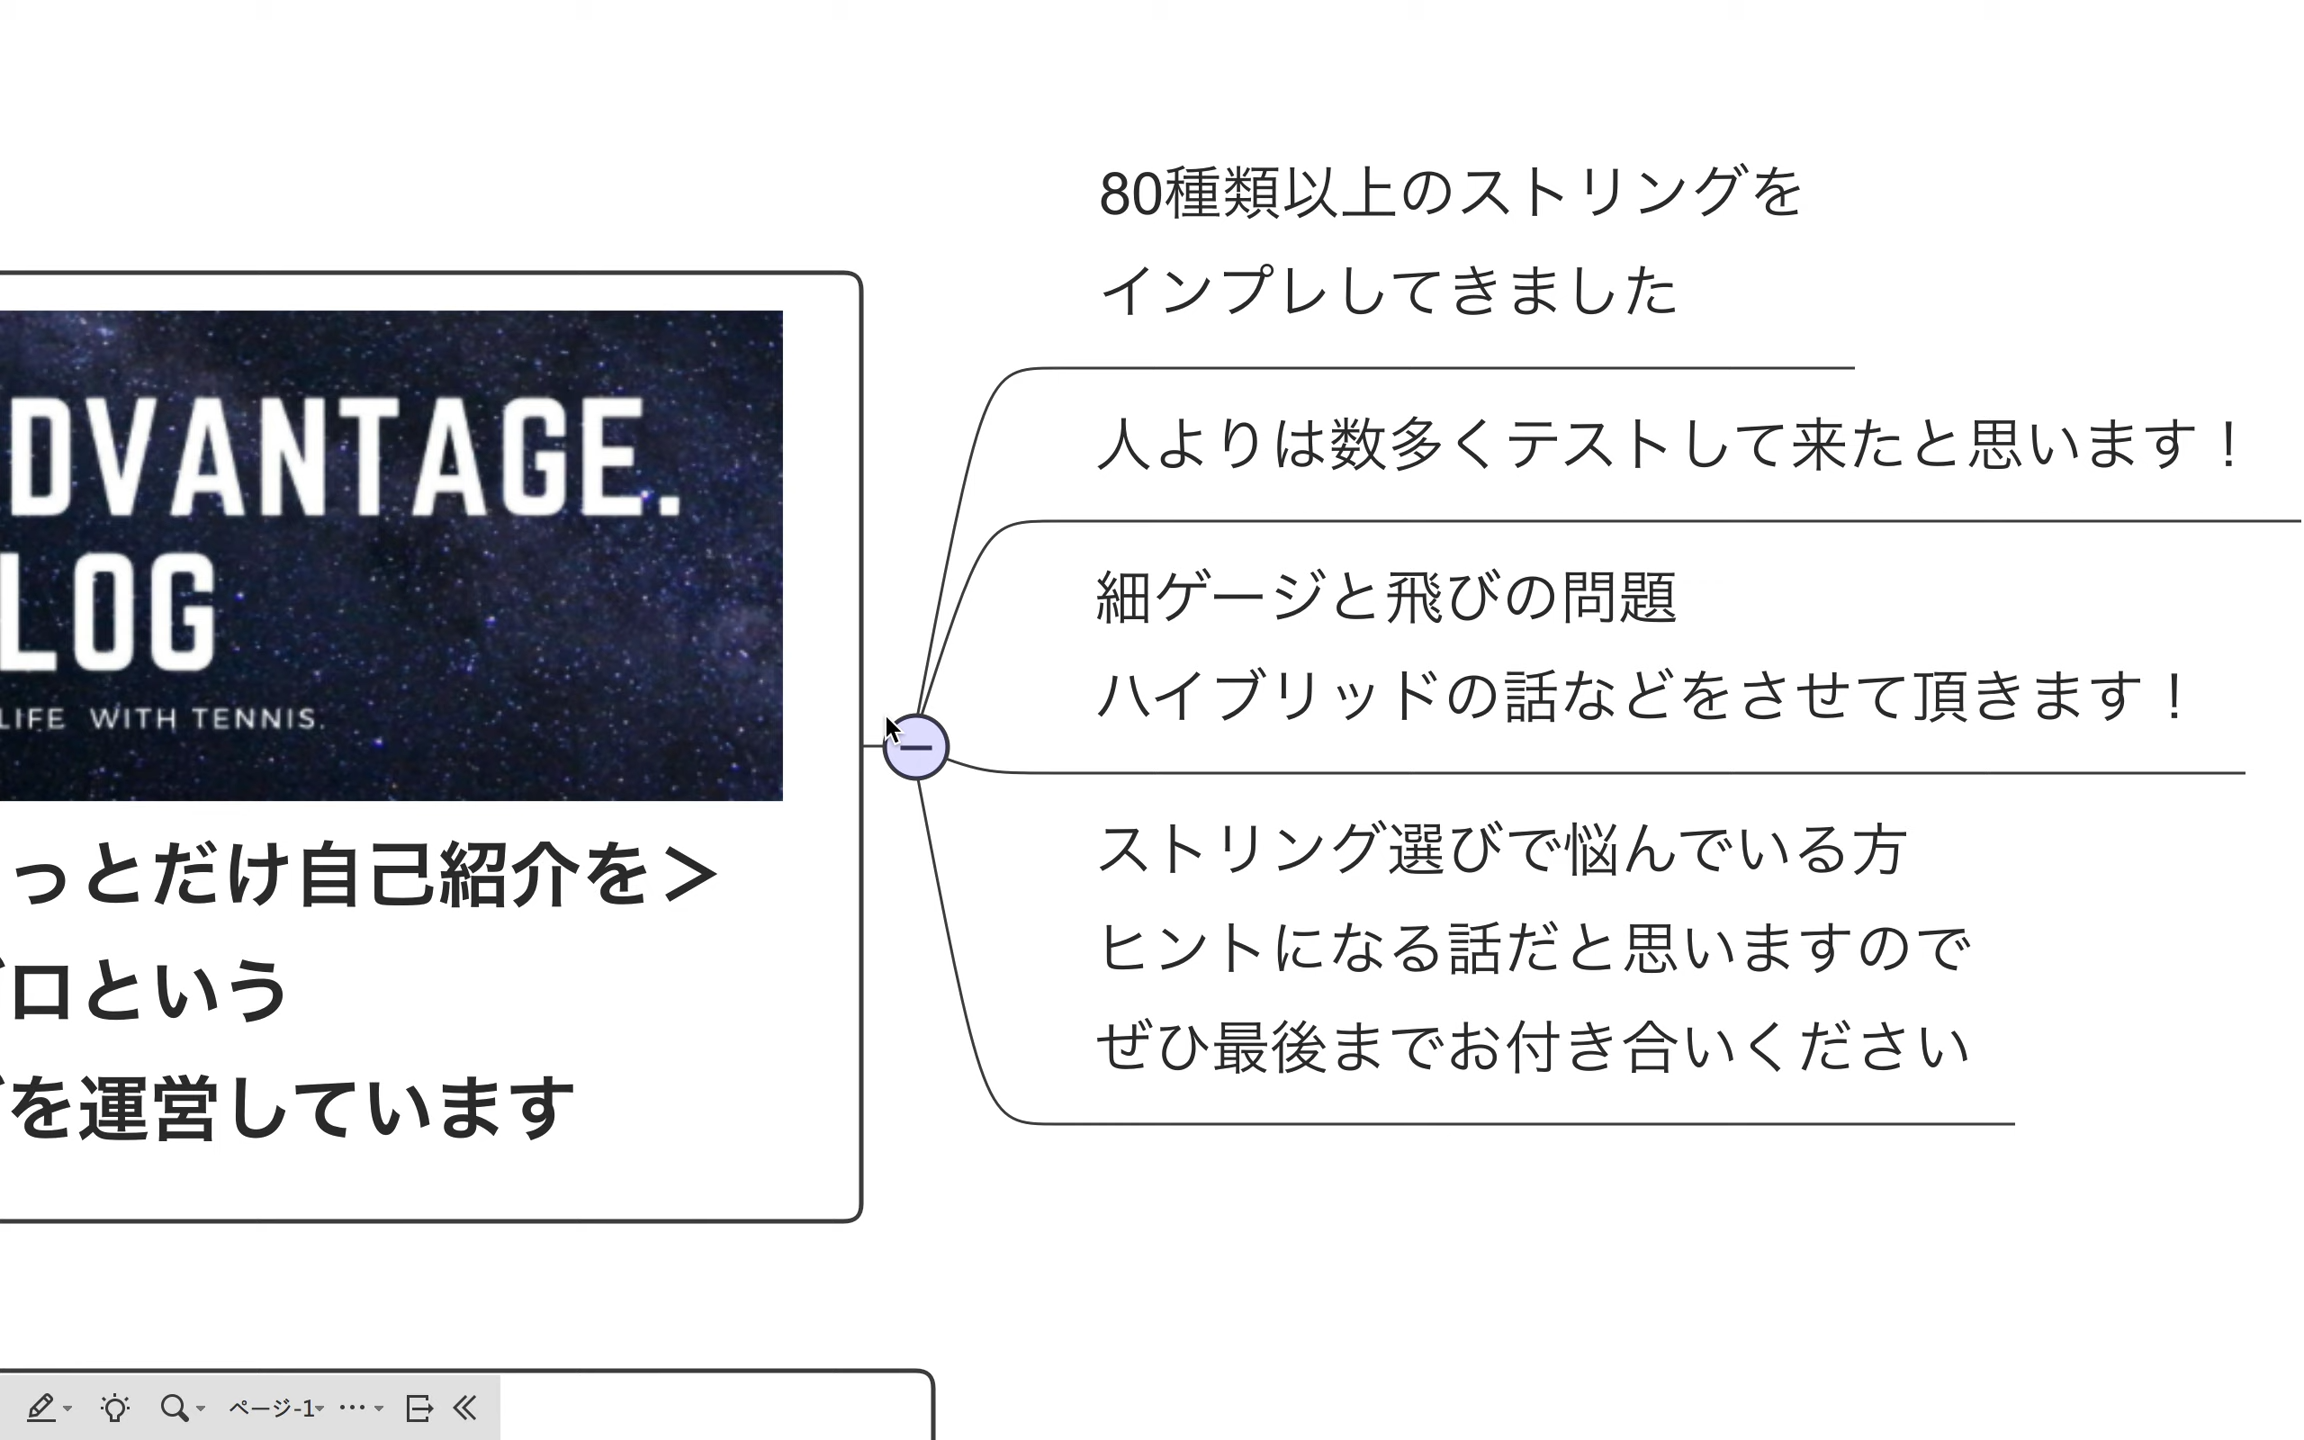 DVANTAGE.
LOG
LIFE WITH TENNIS.
っとだけ自己紹介を＞
ロという
を運営しています
80種類以上のストリングを
インプレしてきました
人よりは数多くテストして来たと思います！
細ゲージと飛びの問題
ハイブリッドの話などをさせて頂きます！
ストリング選びで悩んでいる方
ヒントになる話だと思いますので
ぜひ最後までお付き合いください
ページ-1